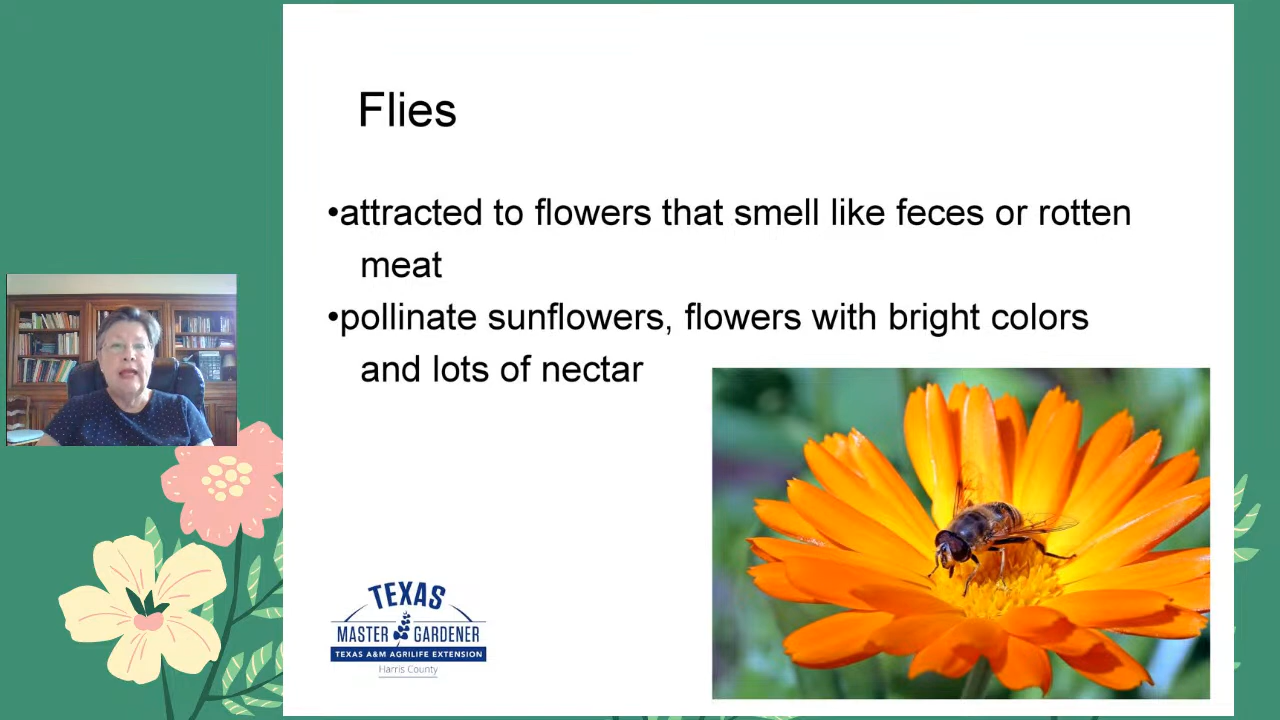 Flies
•attracted to flowers that smell like feces or rotten
meat
•pollinate sunflowers, flowers with bright colors
and lots of nectar
TEXAS
MASTER GARDENER
TEXAS A&M AGRILIFE EXTENSION
Harris County